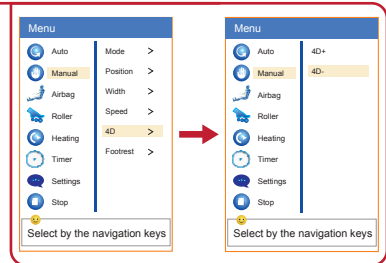 Menu
Auto
Manual
Airbag
Roller
Heating
Timer
Settings
Stop
Mode >
Position >
Width >
Speed >
4D >
Footrest >
Select by the navigation keys
Menu
Auto
Manual
Airbag
Roller
Heating
Timer
Settings
Stop
4D+
4D-
Select by the navigation keys